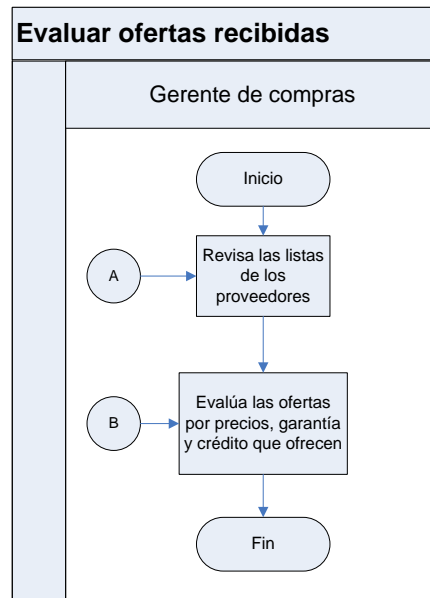 Evaluar ofertas recibidas
Gerente de compras
Inicio
Revisa las listas
de los
proveedores
A
Evalúa las ofertas
por precios, garantía
y crédito que ofrecen
B
Fin